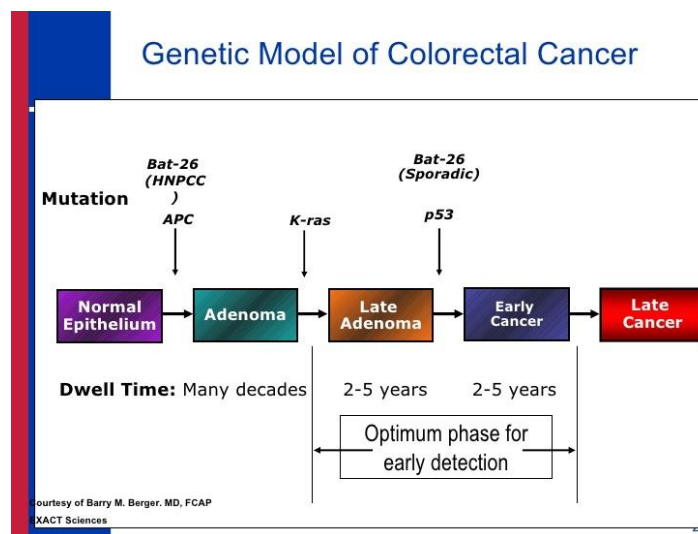 Genetic Model of Colorectal Cancer
Bat-26
(HNPCC
)
APC
Mutation
K-ras
Bat-26
(Sporadic)
p53
Normal
Epithelium
Adenoma
Late
Adenoma
Early
Cancer
Late
Cancer
Dwell Time: Many decades
2-5 years
2-5 years
Optimum phase for
early detection
Courtesy of Barry M. Berger. MD, FCAP
EXACT Sciences